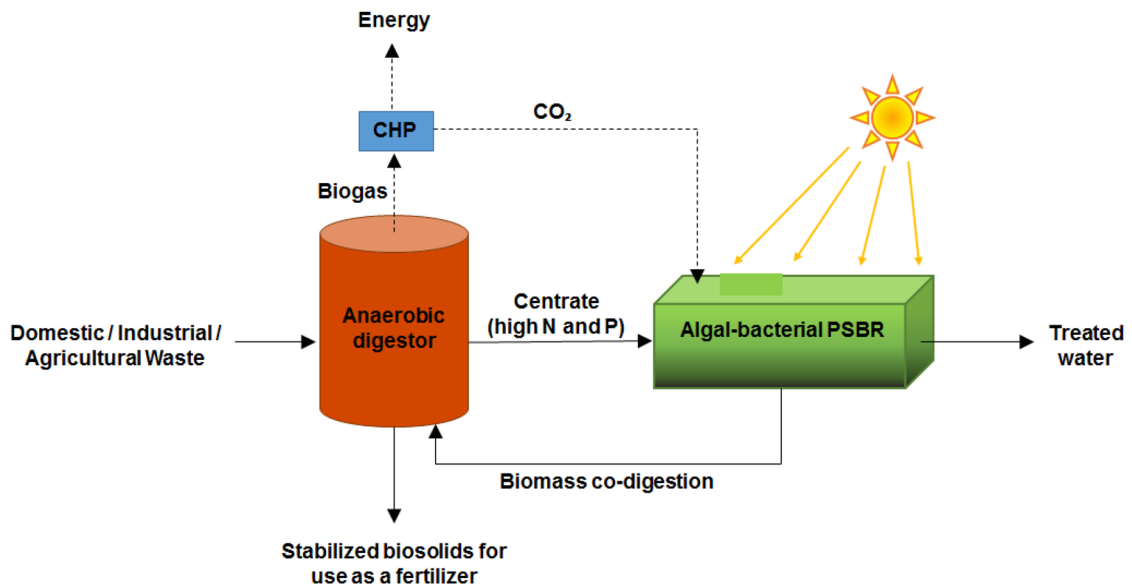 Energy
CHP
CO₂
Biogas
Anaerobic
digestor
Centrate
(high N and P)
Algal-bacterial PSBR
Domestic / Industrial /
Agricultural Waste
Treated
water
Biomass co-digestion
Stabilized biosolids for
use as a fertilizer